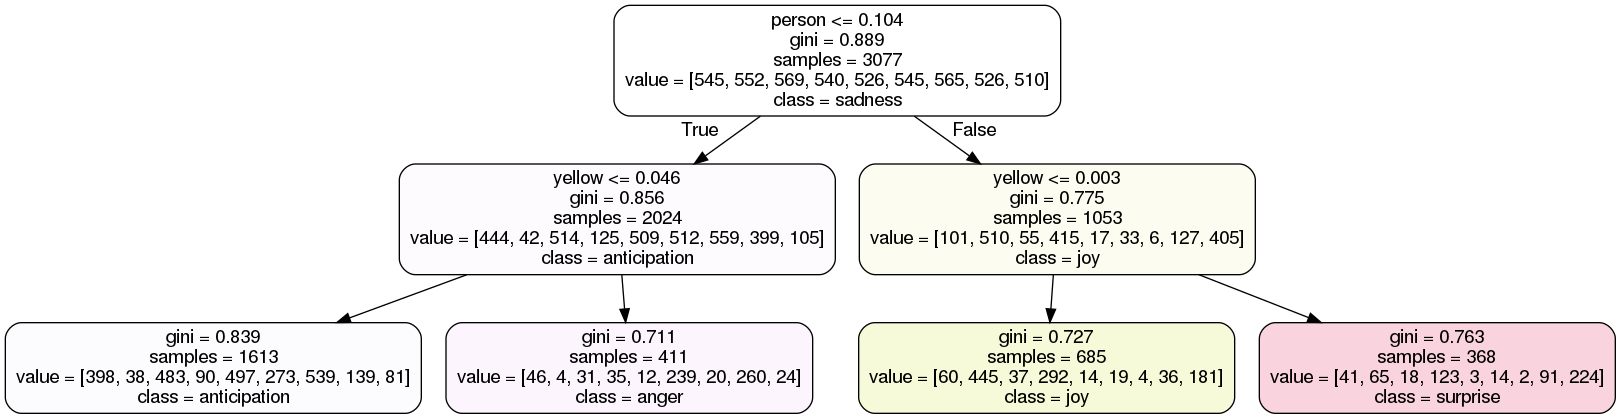 person <= 0.104
gini = 0.889
samples = 3077
value = [545, 552, 569, 540, 526, 545, 565, 526, 510]
class = sadness
True
False
yellow <= 0.046
gini = 0.856
samples = 2024
value = [444, 42, 514, 125, 509, 512, 559, 399, 105]
class = anticipation
yellow <= 0.003
gini = 0.775
samples = 1053
value = [101, 510, 55, 415, 17, 33, 6, 127, 405]
class = joy
gini = 0.839
samples = 1613
value = [398, 38, 483, 90, 497, 273, 539, 139, 81]
class = anticipation
gini = 0.711
samples = 411
value = [46, 4, 31, 35, 12, 239, 20, 260, 24]
class = anger
gini = 0.727
samples = 685
value = [60, 445, 37, 292, 14, 19, 4, 36, 181]
class = joy
gini = 0.763
samples = 368
value = [41, 65, 18, 123, 3, 14, 2, 91, 224]
class = surprise